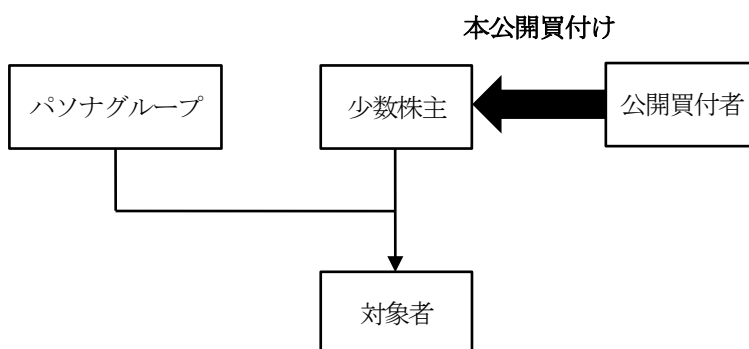 本公開買付け
パソナグループ
少数株主
公開買付者
対象者